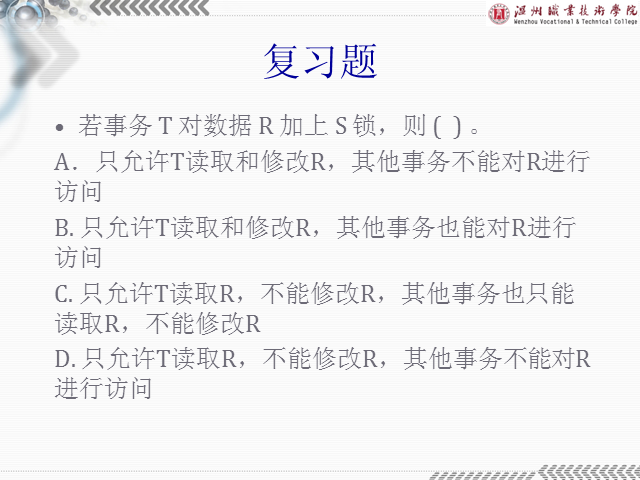 温州职业技术学院
Wenzhou Vocational & Technical College
复习题
• 若事务 T 对数据 R 加上 S 锁，则 ( ) 。
A．只允许T读取和修改R，其他事务不能对R进行
访问
B. 只允许T读取和修改R，其他事务也能对R进行
访问
C. 只允许T读取R，不能修改R，其他事务也只能
读取R，不能修改R
D. 只允许T读取R，不能修改R，其他事务不能对R
进行访问